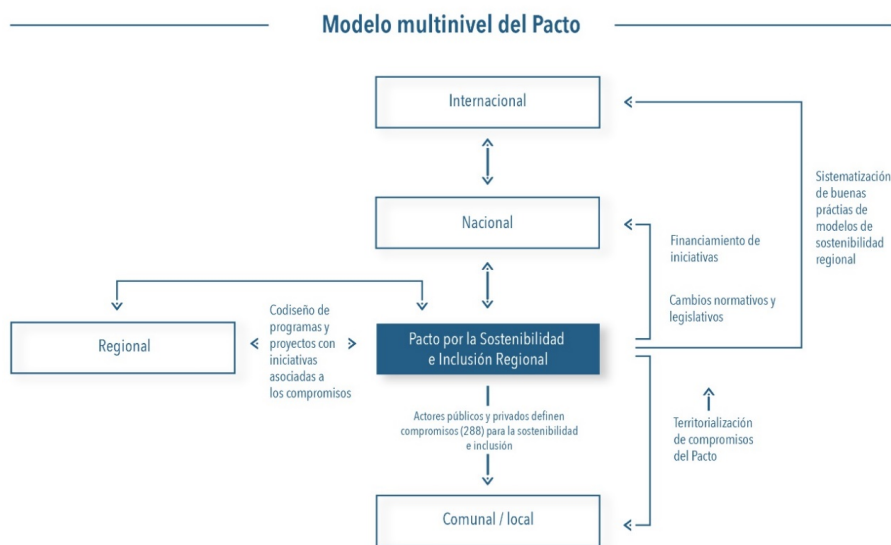 Modelo multinivel del Pacto
Internacional
Sistematización
de buenas
práctias de
modelos de
sostenibilidad
regional
Nacional
Financiamiento de
iniciativas
Cambios normativos y
legislativos
Regional
Codiseño de
programas y
proyectos con
iniciativas
asociadas a
los compromisos
Pacto por la Sostenibilidad
e Inclusión Regional
Actores públicos y privados definen
compromisos (288) para la sostenibilidad
e inclusión
Territorialización
de compromisos
del Pacto
Comunal / local